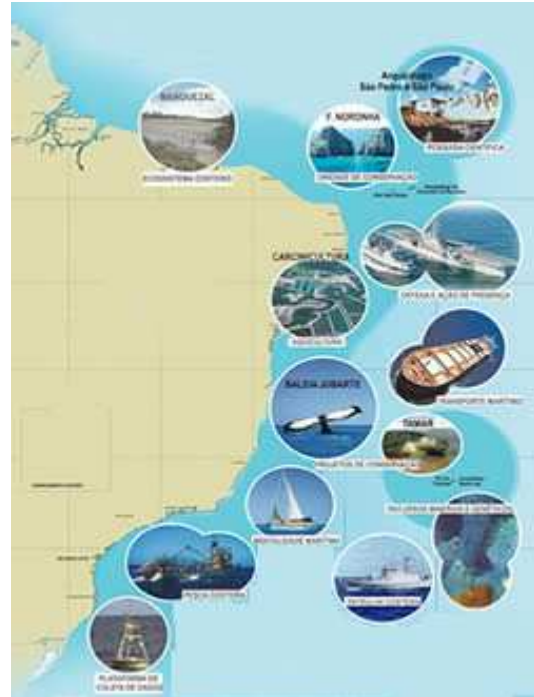 Arquipélago
São Pedro e São Paulo
PESQUISA CIENTÍFICA
F. NORONHA
UNIDADE DE CONSERVAÇÃO
MANGUEZAL
ECOSSISTEMA COSTEIRO
DEFESA E AÇÃO DE PRESENÇA
CARCINICULTURA
AQUICULTURA
TRANSPORTE MARÍTIMO
BALEIA JUBARTE
PROJETOS DE CONSERVAÇÃO
TAMAR
RECURSOS MINERAIS E GENÉTICOS
MENTALIDADE MARÍTIMA
PESCA COSTEIRA
PATRULHA COSTEIRA
PLATAFORMA DE
COLETA DE DADOS